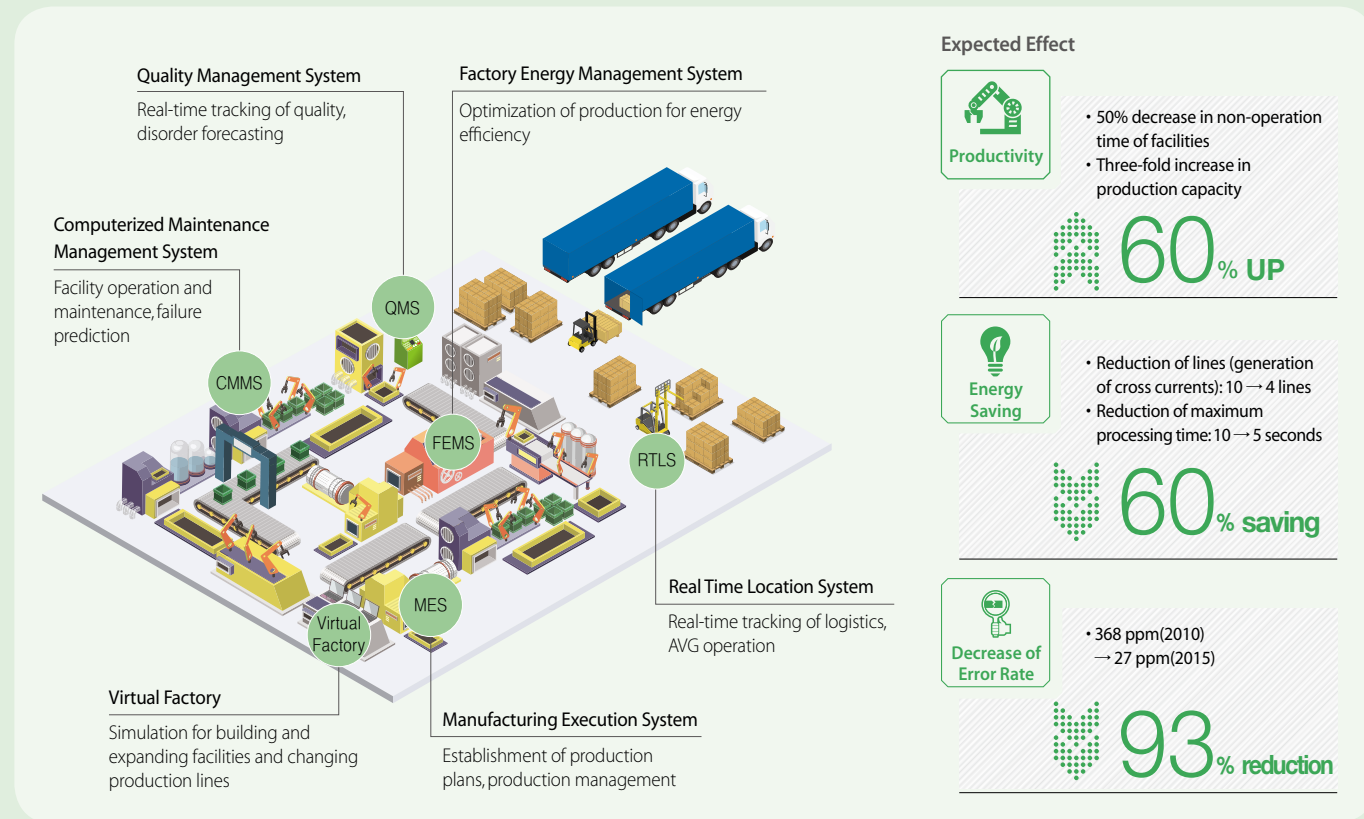 Quality Management System
Real-time tracking of quality,
disorder forecasting
Factory Energy Management System
Optimization of production for energy
efficiency
Computerized Maintenance
Management System
Facility operation and
maintenance, failure
prediction
QMS
CMMS
FEMS
RTLS
MES
Virtual
Factory
Real Time Location System
Real-time tracking of logistics,
AVG operation
Virtual Factory
Simulation for building and
expanding facilities and changing
production lines
Manufacturing Execution System
Establishment of production
plans, production management
Expected Effect
Productivity
• 50% decrease in non-operation
time of facilities
• Three-fold increase in
production capacity
60% UP
Energy
Saving
• Reduction of lines (generation
of cross currents): 10 → 4 lines
• Reduction of maximum
processing time: 10 → 5 seconds
60% saving
Decrease of
Error Rate
• 368 ppm(2010)
→ 27 ppm(2015)
93% reduction